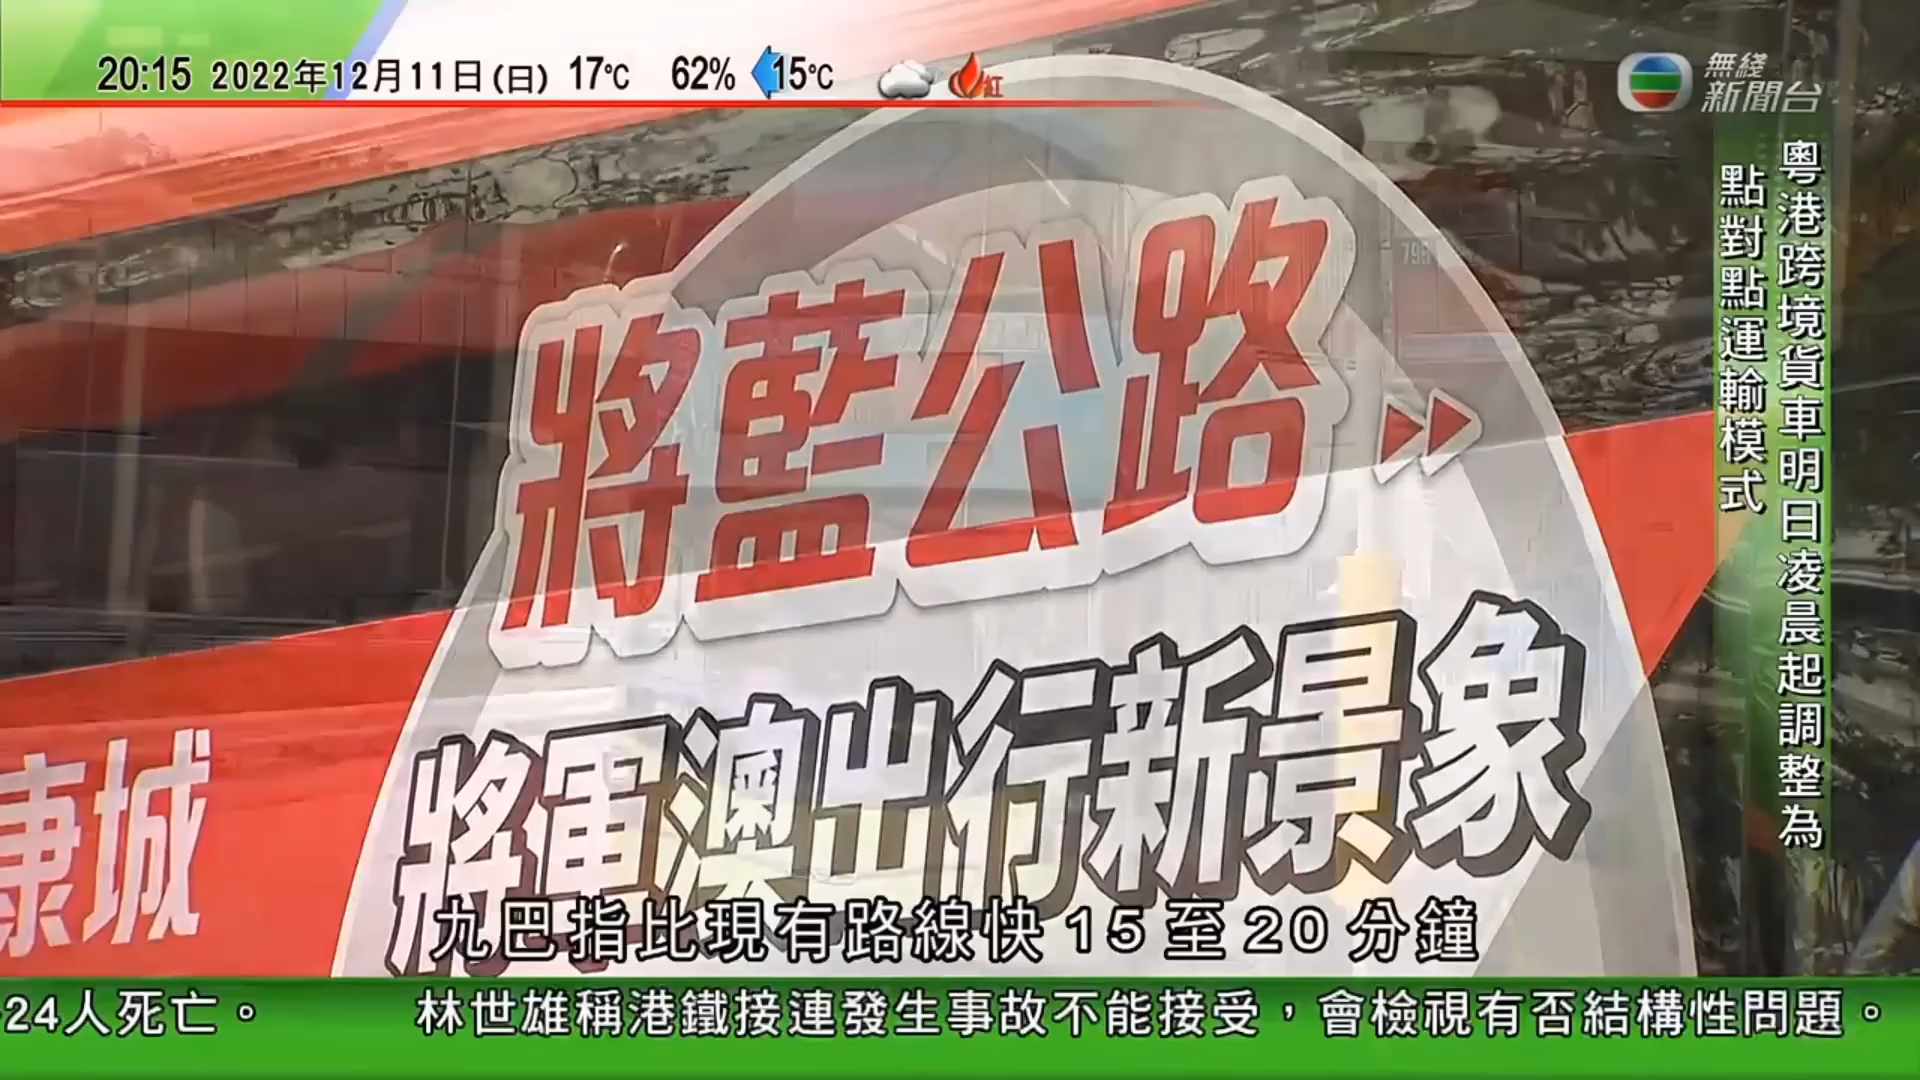 20:15 2022年12月11日(日) 17℃ 62% 15℃ 紅
無綫
新聞台
粵港跨境貨車明日凌晨起調整為
點對點運輸模式
將藍公路
將軍澳出行新景象
康城
九巴指比現有路線快15至20分鐘
24人死亡。 林世雄稱港鐵接連發生事故不能接受，會檢視有否結構性問題。